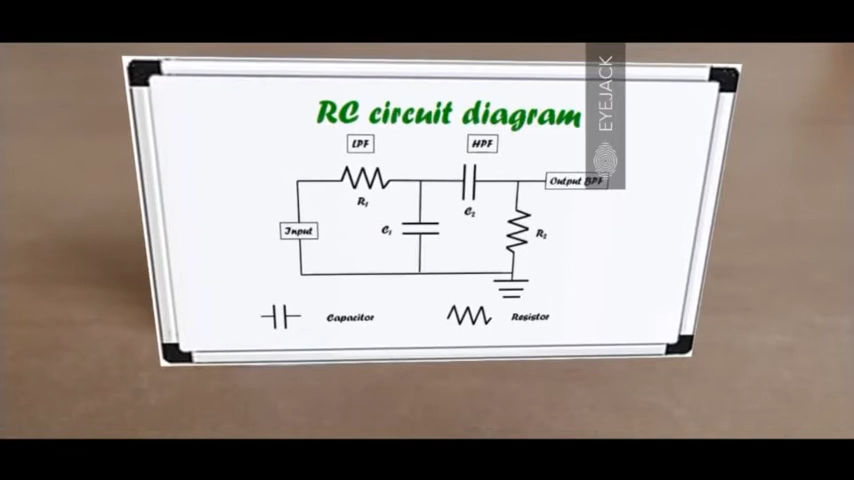 RC circuit diagram
LPF
HPF
EYEJACK
R₁
C₂
Output BPF
Input
C₁
R₂
Capacitor
Resistor